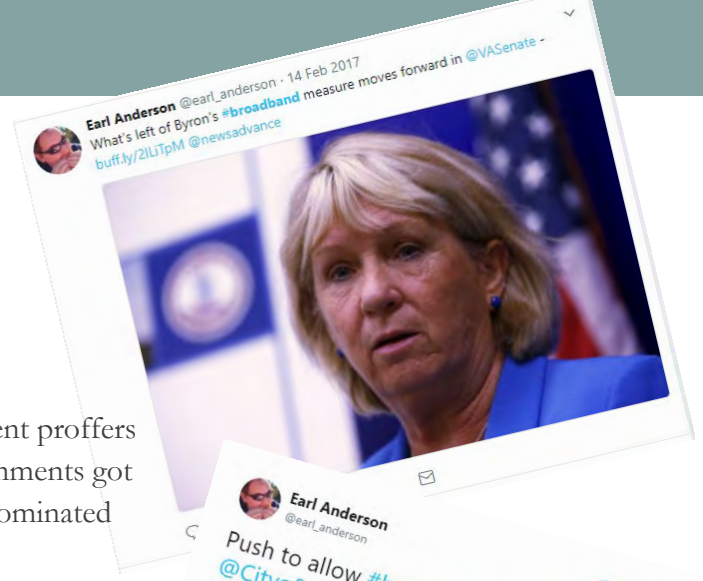 Earl Anderson @earl_anderson · 14 Feb 2017
What's left of Byron's #broadband measure moves forward in @VASenate -
buff.ly/2lLiTpM @newsadvance
ent proffers
nments got
ominated
Earl Anderson
@earl_anderson
Push to allow